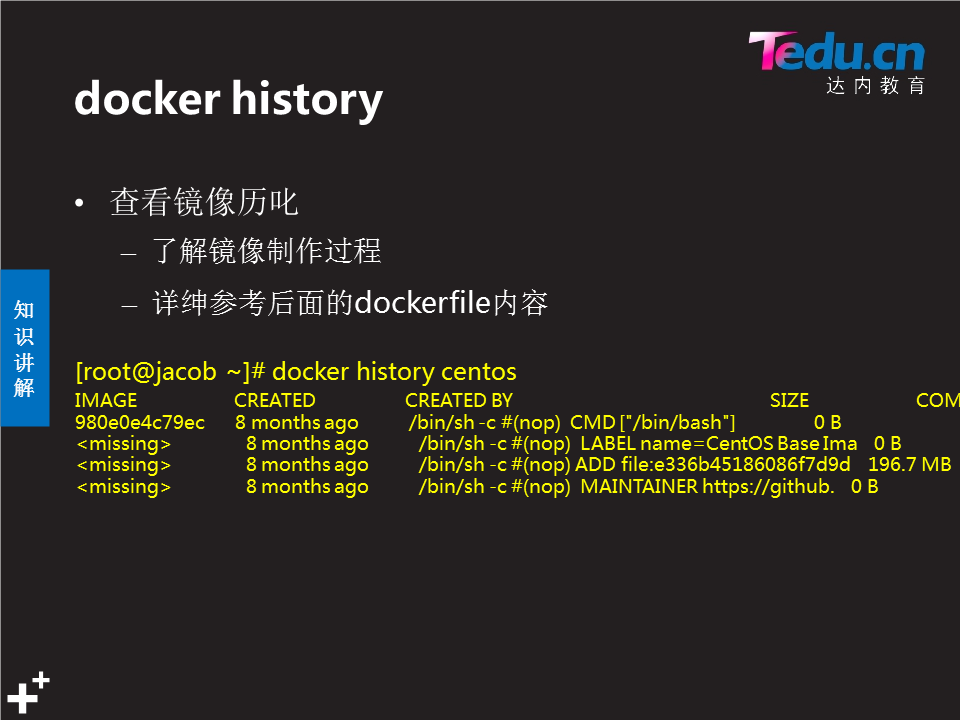 Tedu.cn
达内教育
docker history
• 查看镜像历叱
– 了解镜像制作过程
– 详绅参考后面的dockerfile内容
知识讲解
[root@jacob ~]# docker history centos
IMAGE CREATED CREATED BY SIZE COM
980e0e4c79ec 8 months ago /bin/sh -c #(nop) CMD ["/bin/bash"] 0 B
<missing> 8 months ago /bin/sh -c #(nop) LABEL name=CentOS Base Ima 0 B
<missing> 8 months ago /bin/sh -c #(nop) ADD file:e336b45186086f7d9d 196.7 MB
<missing> 8 months ago /bin/sh -c #(nop) MAINTAINER https://github. 0 B